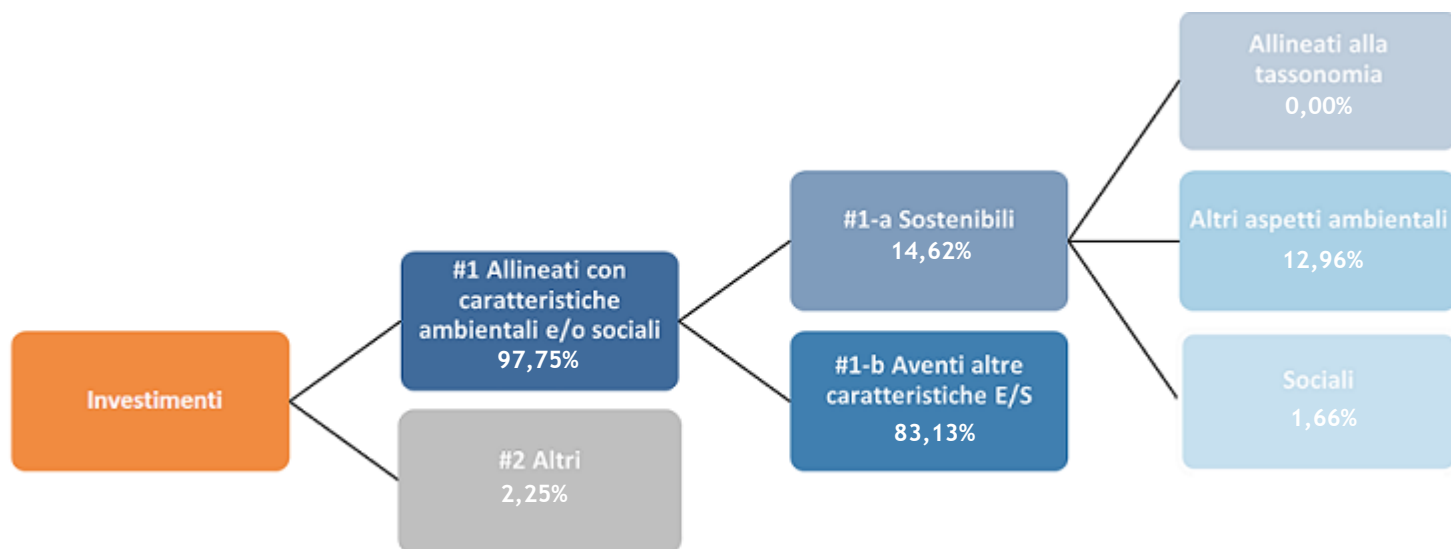 Investimenti
#1 Allineati con
caratteristiche
ambientali e/o sociali
97,75%
#2 Altri
2,25%
#1-a Sostenibili
14,62%
#1-b Aventi altre
caratteristiche E/S
83,13%
Allineati alla
tassonomia
0,00%
Altri aspetti ambientali
12,96%
Sociali
1,66%